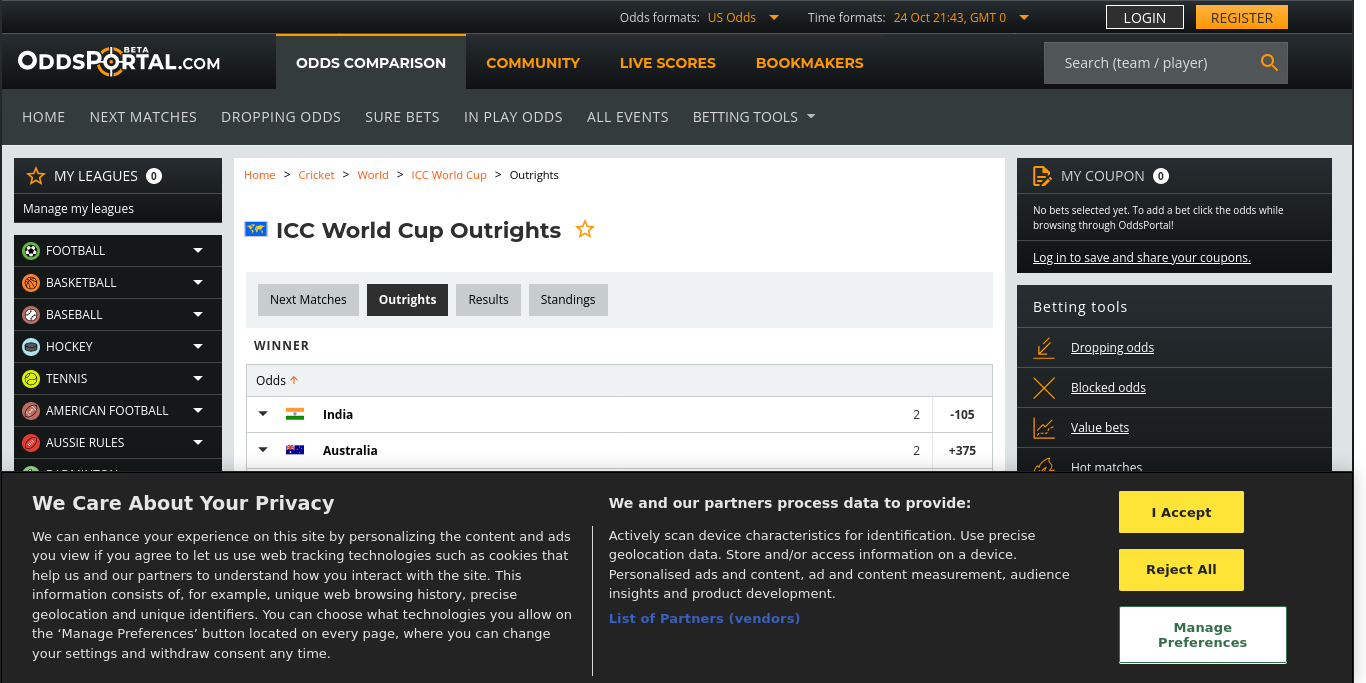 Odds formats: US Odds
Time formats: 24 Oct 21:43, GMT 0
LOGIN
REGISTER
ODDSPORTAL.COM
BETA
ODDS COMPARISON
COMMUNITY
LIVE SCORES
BOOKMAKERS
Search (team / player)
HOME
NEXT MATCHES
DROPPING ODDS
SURE BETS
IN PLAY ODDS
ALL EVENTS
BETTING TOOLS
MY LEAGUES 0
Manage my leagues
FOOTBALL
BASKETBALL
BASEBALL
HOCKEY
TENNIS
AMERICAN FOOTBALL
AUSSIE RULES
Home > Cricket > World > ICC World Cup > Outrights
ICC World Cup Outrights
Next Matches
Outrights
Results
Standings
WINNER
Odds
India 2 -105
Australia 2 +375
MY COUPON 0
No bets selected yet. To add a bet click the odds while
browsing through OddsPortal!
Log in to save and share your coupons.
Betting tools
Dropping odds
Blocked odds
Value bets
Hot matches
We Care About Your Privacy
We can enhance your experience on this site by personalizing the content and ads
you view if you agree to let us use web tracking technologies such as cookies that
help us and our partners to understand how you interact with the site. This
information consists of, for example, unique web browsing history, precise
geolocation and unique identifiers. You can choose what technologies you allow on
the ‘Manage Preferences’ button located on every page, where you can change
your settings and withdraw consent any time.
We and our partners process data to provide:
Actively scan device characteristics for identification. Use precise
geolocation data. Store and/or access information on a device.
Personalised ads and content, ad and content measurement, audience
insights and product development.
List of Partners (vendors)
I Accept
Reject All
Manage
Preferences